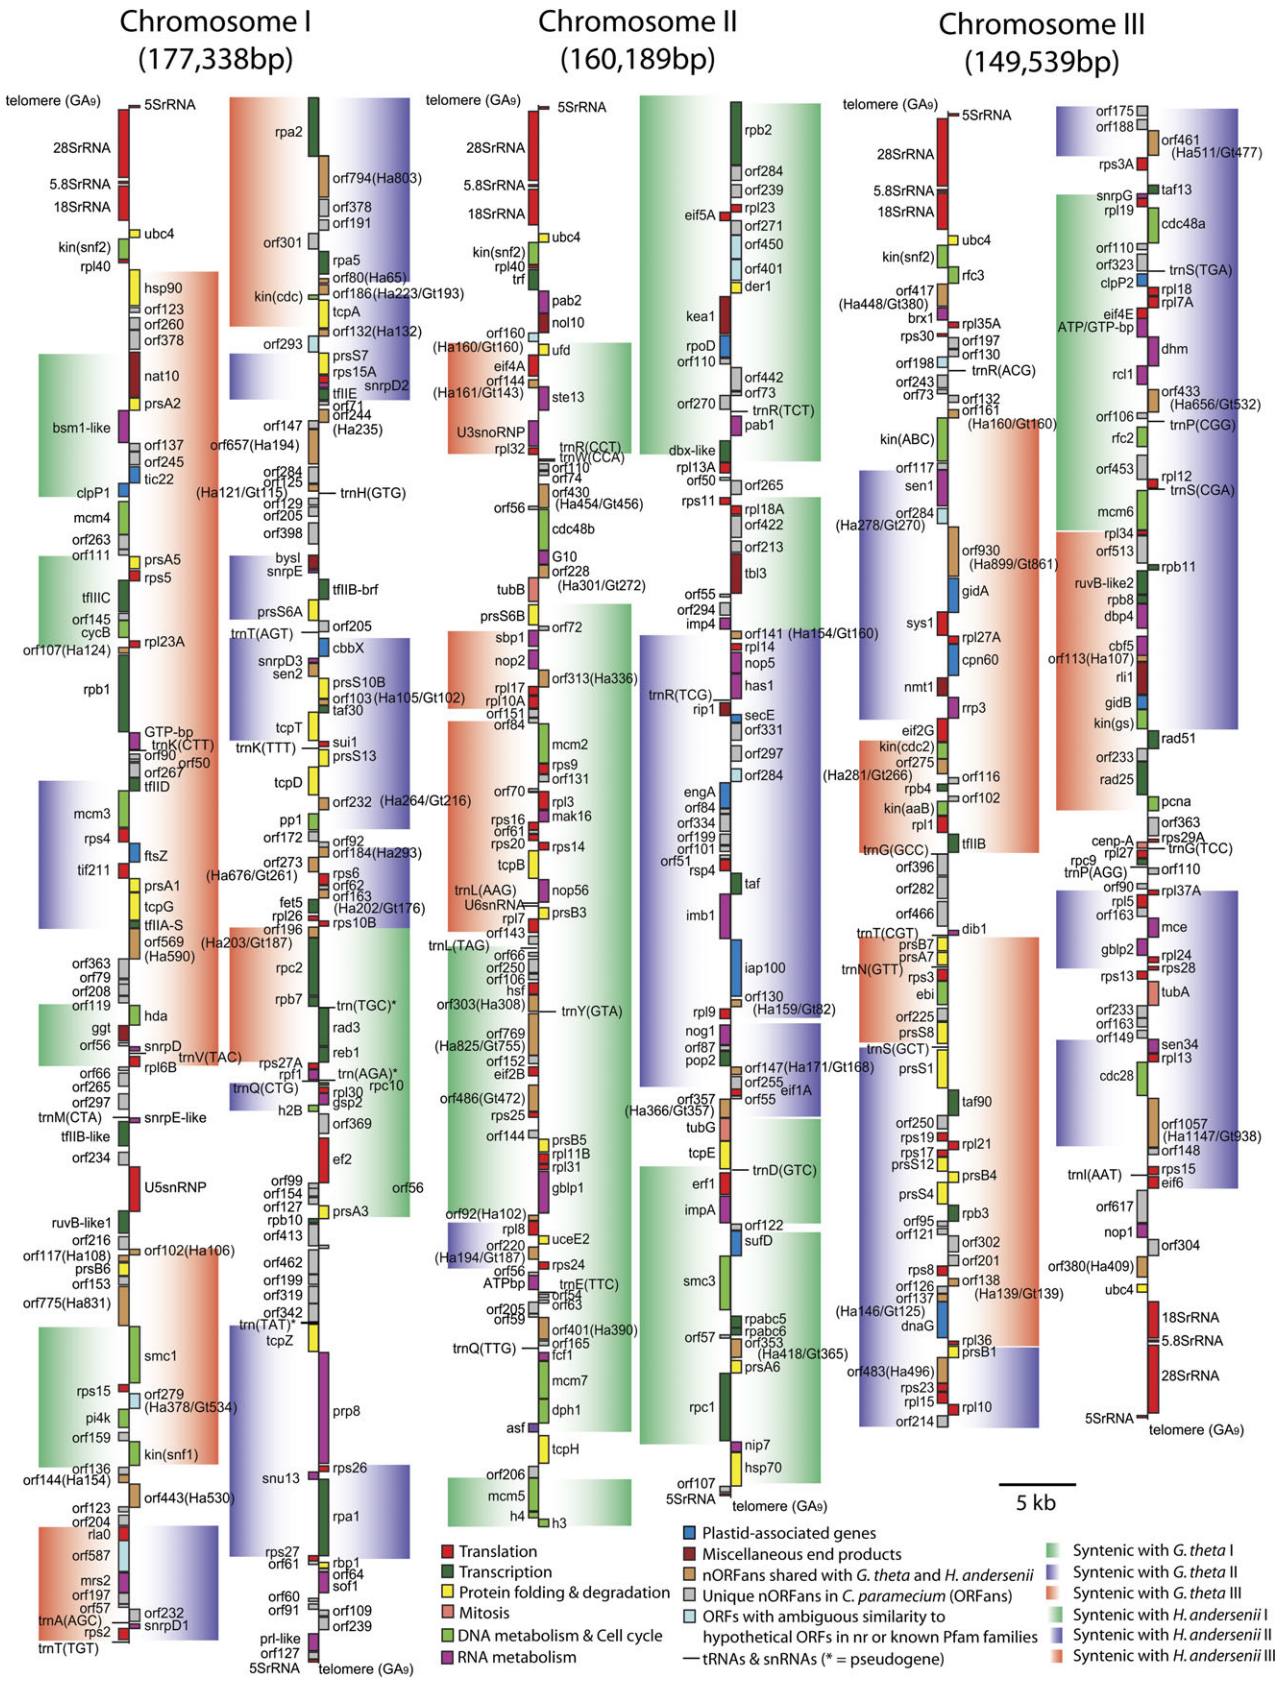 Chromosome I
(177,338bp)
telomere (GA9)
5SrRNA
28SrRNA
5.8SrRNA
18SrRNA
ubc4
kin(snf2)
rpl40
hsp90
orf123
orf260
orf378
nat10
prsA2
bsm1-like
orf137
orf245
tic22
clpP1
mcm4
orf263
orf111
prsA5
rps5
tfIIIC
orf145
cycB
rpl23A
orf107(Ha124)
rpb1
GTP-bp
trnK(CTT)
orf90
orf50
orf267
tfIID
mcm3
rps4
ftsZ
tif211
prsA1
tcpG
tfIIA-S
orf569
(Ha590)
orf363
orf79
orf208
orf119
hda
ggt
orf56
snrpD
trnV(TAC)
rpl6B
orf66
orf265
orf297
trnM(CTA)
snrpE-like
tfIIB-like
orf234
U5snRNP
ruvB-like1
orf216
orf102(Ha106)
orf117(Ha108)
prsB6
orf153
orf775(Ha831)
smc1
rps15
orf279
(Ha378/Gt534)
pi4k
orf159
kin(snf1)
orf136
orf144(Ha154)
orf443(Ha530)
orf123
orf204
rla0
orf587
mrs2
orf197
orf57
orf232
trnA(AGC)
snrpD1
rps2
trnT(TGT)
rpa2
orf794(Ha803)
orf378
orf191
orf301
rpa5
orf80(Ha65)
orf186(Ha223/Gt193)
kin(cdc)
tcpA
orf132(Ha132)
orf293
prsS7
rps15A
snrpD2
tfIIE
orf71
orf244
(Ha235)
orf147
orf657(Ha194)
orf284
orf125
(Ha121/Gt115)
trnH(GTG)
orf129
orf205
orf398
bysl
snrpE
tfIIB-brf
prsS6A
orf205
trnT(AGT)
cbbX
snrpD3
sen2
prsS10B
orf103(Ha105/Gt102)
taf30
tcpT
sui1
trnK(TTT)
prsS13
tcpD
orf232 (Ha264/Gt216)
pp1
orf172
orf92
orf184(Ha293)
orf273
(Ha676/Gt261)
rps6
orf62
orf163
(Ha202/Gt176)
fet5
rpl26
rps10B
orf196
(Ha203/Gt187)
rpc2
rpb7
trn(TGC)*
rad3
reb1
rps27A
rpf1
trn(AGA)*
rpc10
trnQ(CTG)
rpl30
gsp2
h2B
orf369
ef2
orf99
orf154
orf56
orf127
prsA3
rpb10
orf413
orf462
orf199
orf319
orf342
trn(TAT)*
tcpZ
prp8
rps26
snu13
rpa1
rps27
orf61
rbp1
orf64
sof1
orf60
orf91
orf109
orf239
prl-like
orf127
5SrRNA
telomere (GA9)
Chromosome II
(160,189bp)
telomere (GA9)
5SrRNA
28SrRNA
5.8SrRNA
18SrRNA
ubc4
kin(snf2)
rpl40
trf
pab2
nol10
orf160
(Ha160/Gt160)
ufd
eif4A
orf144
(Ha161/Gt143)
ste13
U3snoRNP
rpl32
trnR(CCT)
trnW(CCA)
orf110
orf74
orf430
(Ha454/Gt456)
orf56
cdc48b
G10
orf228
(Ha301/Gt272)
tubB
prsS6B
orf72
sbp1
nop2
orf313(Ha336)
rpl17
rpl10A
orf151
orf84
mcm2
rps9
orf131
orf70
rpl3
mak16
rps16
orf61
rps20
rps14
tcpB
trnL(AAG)
nop56
U6snRNA
prsB3
rpl7
orf143
trnL(TAG)
orf66
orf250
orf106
hsf
orf303(Ha308)
trnY(GTA)
orf769
(Ha825/Gt755)
orf152
eif2B
orf486(Gt472)
rps25
orf144
prsB5
rpl11B
rpl31
gblp1
orf92(Ha102)
rpl8
uceE2
orf220
(Ha194/Gt187)
rps24
orf56
ATPbp
trnE(TTC)
orf54
orf63
orf205
orf59
orf401(Ha390)
orf165
trnQ(TTG)
fcf1
mcm7
dph1
asf
tcpH
orf206
mcm5
h4
h3
rpb2
orf284
orf239
rpl23
eif5A
orf271
orf450
orf401
der1
kea1
rpoD
orf110
orf442
orf73
orf270
trnR(TCT)
pab1
dbx-like
rpl13A
orf50
orf265
rps11
rpl18A
orf422
orf213
tbl3
orf55
orf294
imp4
orf141 (Ha154/Gt160)
rpl14
nop5
has1
trnR(TCG)
rip1
secE
orf331
orf297
orf284
engA
orf84
orf334
orf199
orf101
orf51
rsp4
taf
imb1
iap100
orf130
(Ha159/Gt82)
rpl9
nog1
orf87
pop2
orf147(Ha171/Gt168)
orf255
eif1A
orf55
orf357
(Ha366/Gt357)
tubG
tcpE
trnD(GTC)
erf1
impA
orf122
sufD
smc3
rpabc5
rpabc6
orf57
orf353
(Ha418/Gt365)
prsA6
rpc1
nip7
hsp70
orf107
5SrRNA
telomere (GA9)
Chromosome III
(149,539bp)
telomere (GA9)
5SrRNA
28SrRNA
5.8SrRNA
18SrRNA
ubc4
kin(snf2)
rfc3
orf417
(Ha448/Gt380)
brx1
rpl35A
rps30
orf197
orf130
orf198
trnR(ACG)
orf243
orf73
orf132
orf161
(Ha160/Gt160)
kin(ABC)
orf117
sen1
orf284
(Ha278/Gt270)
orf930
(Ha899/Gt861)
gidA
sys1
rpl27A
cpn60
nmt1
rrp3
eif2G
kin(cdc2)
orf275
(Ha281/Gt266)
orf116
rpb4
orf102
kin(aaB)
rpl1
tfIIB
trnG(GCC)
orf396
orf282
orf466
trnT(CGT)
dib1
prsB7
prsA7
trnN(GTT)
rps3
ebi
orf225
prsS8
trnS(GCT)
prsS1
taf90
orf250
rps19
rpl21
rps17
prsS12
prsB4
prsS4
rpb3
orf95
orf121
orf302
orf201
rps8
orf138
(Ha139/Gt139)
orf126
orf137
(Ha146/Gt125)
dnaG
rpl36
prsB1
orf483(Ha496)
rps23
rpl15
rpl10
orf214
orf175
orf188
orf461
(Ha511/Gt477)
rps3A
taf13
snrpG
rpl19
cdc48a
orf110
orf323
trnS(TGA)
clpP2
rpl18
rpl7A
eif4E
ATP/GTP-bp
dhm
rcl1
orf433
(Ha656/Gt532)
orf106
trnP(CGG)
rfc2
orf453
rpl12
trnS(CGA)
mcm6
rpl34
orf513
rpb11
ruvB-like2
rpb8
dbp4
cbf5
orf113(Ha107)
rli1
gidB
kin(gs)
rad51
orf233
rad25
pcna
orf363
rps29A
cenp-A
trnG(TCC)
rpl27
rpc9
trnP(AGG)
orf110
orf90
rpl37A
rpl5
orf163
mce
gblp2
rpl24
rps28
rps13
tubA
orf233
orf163
orf149
sen34
rpl13
cdc28
orf1057
(Ha1147/Gt938)
orf148
trnI(AAT)
rps15
eif6
orf617
nop1
orf304
orf380(Ha409)
ubc4
18SrRNA
5.8SrRNA
28SrRNA
5SrRNA
telomere (GA9)
5 kb
Translation
Transcription
Protein folding & degradation
Mitosis
DNA metabolism & Cell cycle
RNA metabolism
Plastid-associated genes
Miscellaneous end products
nORFans shared with G. theta and H. andersenii
Unique nORFans in C. paramecium (ORFans)
ORFs with ambiguous similarity to
hypothetical ORFs in nr or known Pfam families
tRNAs & snRNAs (* = pseudogene)
Syntenic with G. theta I
Syntenic with G. theta II
Syntenic with G. theta III
Syntenic with H. andersenii I
Syntenic with H. andersenii II
Syntenic with H. andersenii III